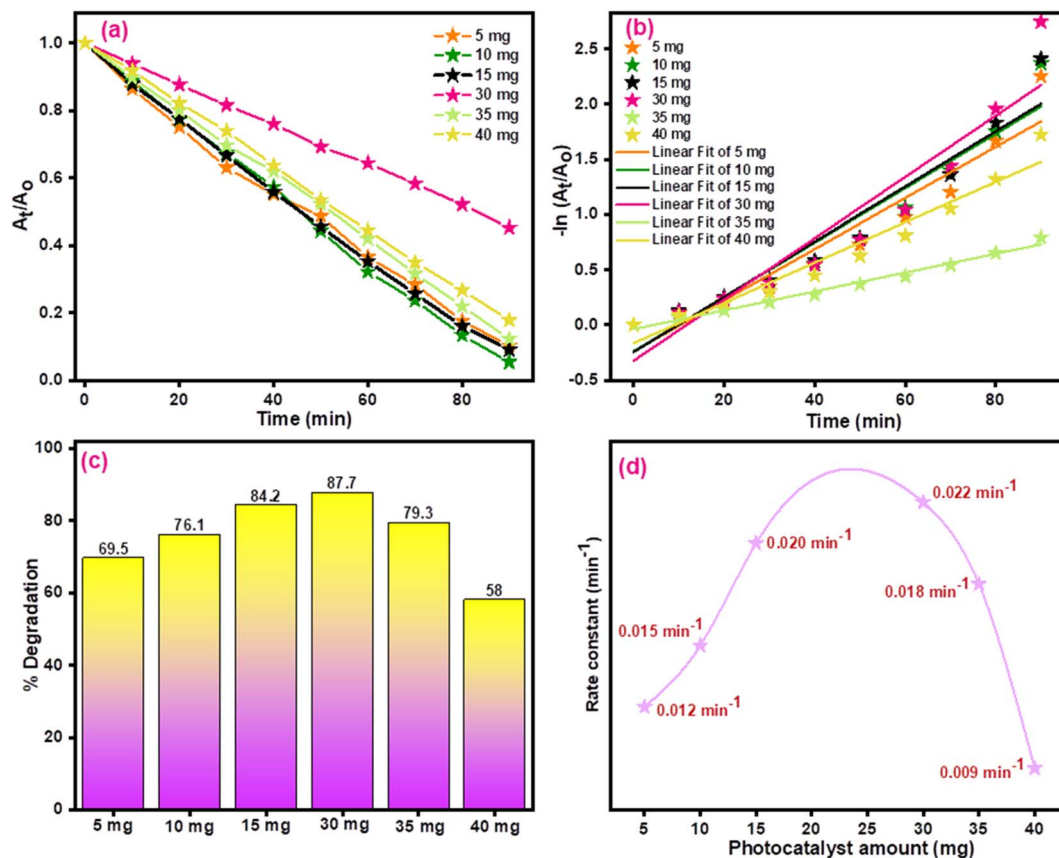 (a)
5 mg
10 mg
15 mg
30 mg
35 mg
40 mg
1.0
0.8
0.6
0.4
0.2
0.0
Aₜ/Aₒ
0 20 40 60 80
Time (min)
(b)
5 mg
10 mg
15 mg
30 mg
35 mg
40 mg
Linear Fit of 5 mg
Linear Fit of 10 mg
Linear Fit of 15 mg
Linear Fit of 30 mg
Linear Fit of 35 mg
Linear Fit of 40 mg
2.5
2.0
1.5
1.0
0.5
0.0
-0.5
-ln (Aₜ/Aₒ)
0 20 40 60 80
Time (min)
(c)
100
80
60
40
20
0
% Degradation
69.5
76.1
84.2
87.7
79.3
58
5 mg 10 mg 15 mg 30 mg 35 mg 40 mg
(d)
Rate constant (min⁻¹)
0.012 min⁻¹
0.015 min⁻¹
0.020 min⁻¹
0.022 min⁻¹
0.018 min⁻¹
0.009 min⁻¹
5 10 15 20 25 30 35 40
Photocatalyst amount (mg)